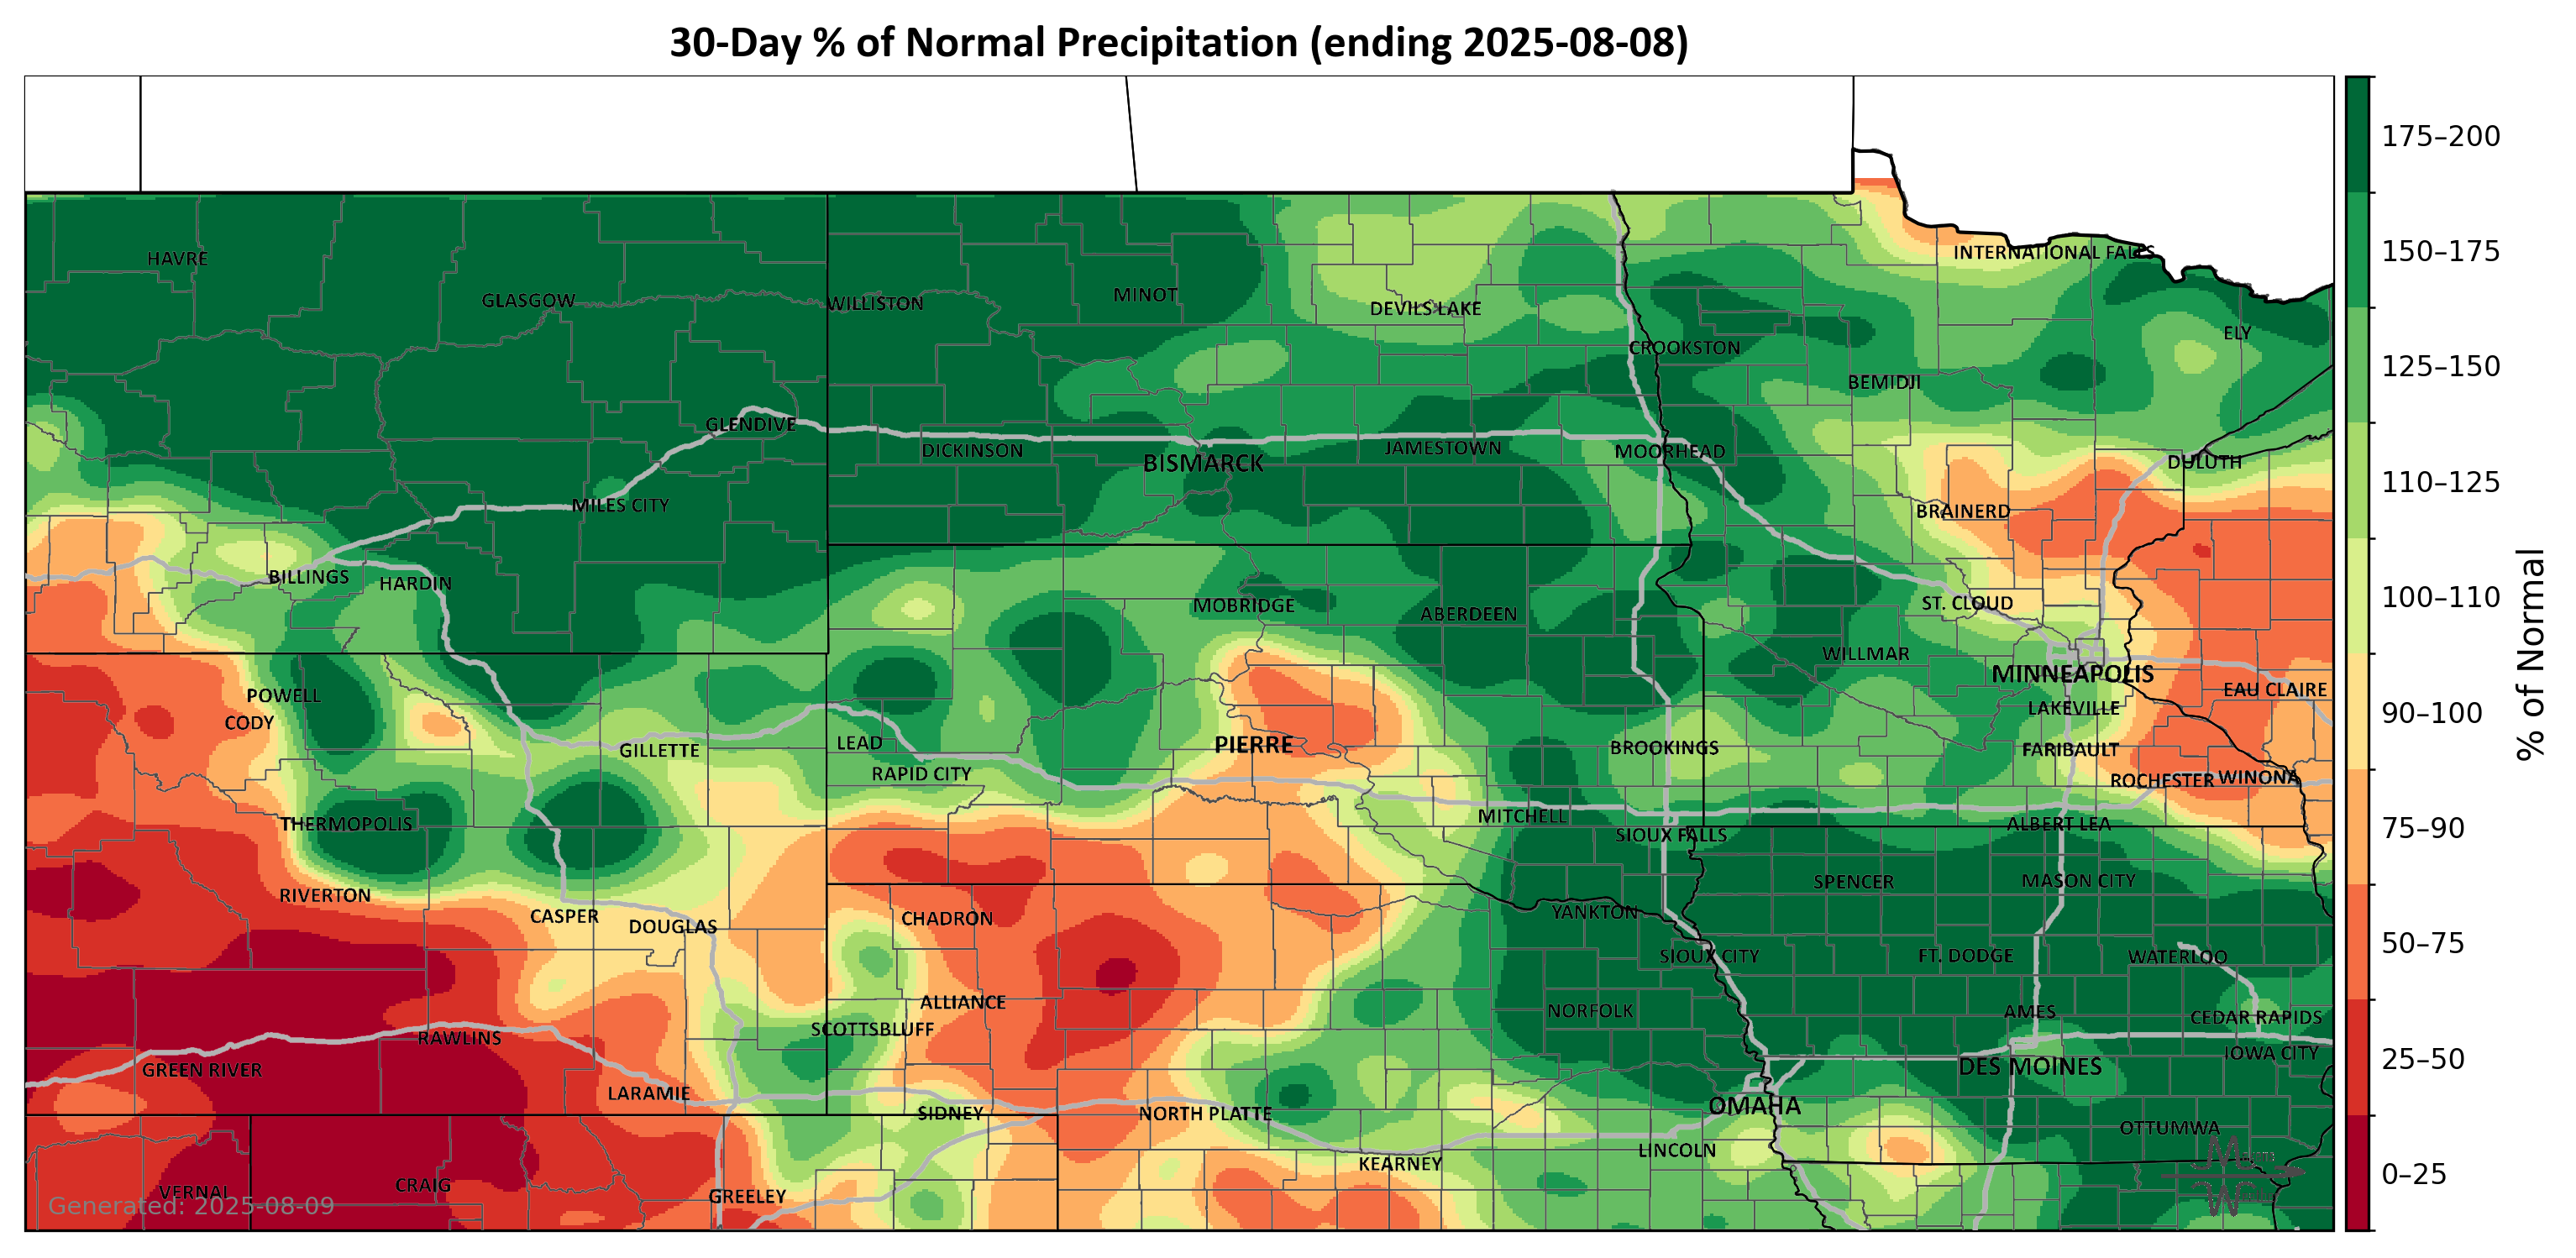 30-Day % of Normal Precipitation (ending 2025-08-08)
HAVRE
GLASGOW
WILLISTON
MINOT
DEVILS LAKE
INTERNATIONAL FALLS
ELY
CROOKSTON
BEMIDJI
GLENDIVE
DICKINSON
BISMARCK
JAMESTOWN
MOORHEAD
DULUTH
MILES CITY
BRAINERD
BILLINGS
HARDIN
MOBRIDGE
ABERDEEN
ST. CLOUD
WILLMAR
MINNEAPOLIS
EAU CLAIRE
POWELL
CODY
LAKEVILLE
GILLETTE
LEAD
PIERRE
BROOKINGS
FARIBAULT
RAPID CITY
ROCHESTER
WINONA
THERMOPOLIS
MITCHELL
SIOUX FALLS
ALBERT LEA
RIVERTON
SPENCER
MASON CITY
CASPER
DOUGLAS
CHADRON
YANKTON
SIOUX CITY
FT. DODGE
WATERLOO
ALLIANCE
NORFOLK
AMES
CEDAR RAPIDS
SCOTTSBLUFF
RAWLINS
IOWA CITY
GREEN RIVER
DES MOINES
LARAMIE
SIDNEY
NORTH PLATTE
OMAHA
OTTUMWA
LINCOLN
KEARNEY
VERNAL
CRAIG
GREELEY
Generated: 2025-08-09
175–200
150–175
125–150
110–125
100–110
90–100
75–90
50–75
25–50
0–25
% of Normal